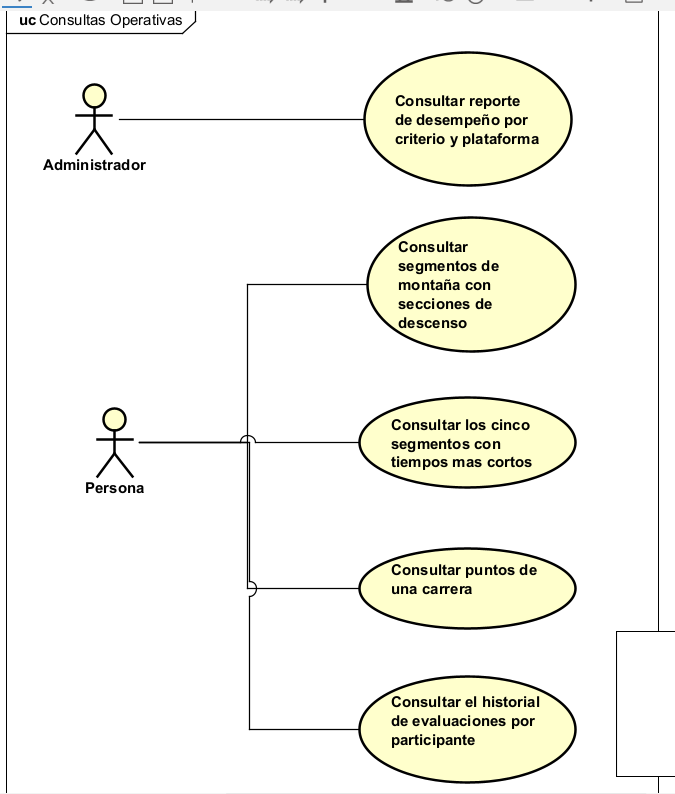 uc Consultas Operativas
Consultar reporte
de desempeño por
criterio y plataforma
Administrador
Consultar
segmentos de
montaña con
secciones de
descenso
Consultar los cinco
segmentos con
tiempos mas cortos
Persona
Consultar puntos de
una carrera
Consultar el historial
de evaluaciones por
participante